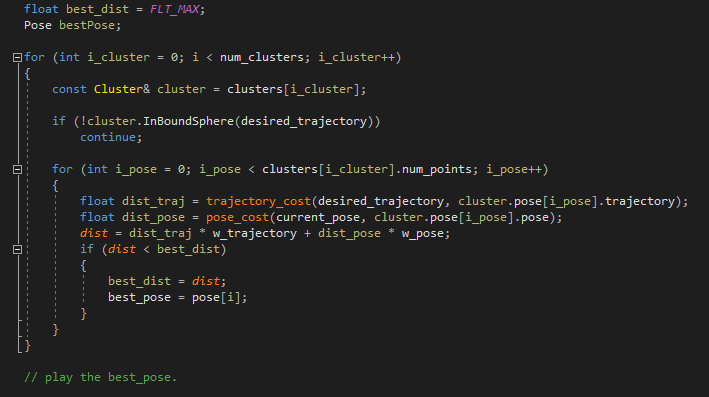 float best_dist = FLT_MAX;
Pose bestPose;
for (int i_cluster = 0; i < num_clusters; i_cluster++)
{
const Cluster& cluster = clusters[i_cluster];
if (!cluster.InBoundSphere(desired_trajectory))
continue;
for (int i_pose = 0; i_pose < clusters[i_cluster].num_points; i_pose++)
{
float dist_traj = trajectory_cost(desired_trajectory, cluster.pose[i_pose].trajectory);
float dist_pose = pose_cost(current_pose, cluster.pose[i_pose].pose);
dist = dist_traj * w_trajectory + dist_pose * w_pose;
if (dist < best_dist)
{
best_dist = dist;
best_pose = pose[i];
}
}
}
// play the best_pose.